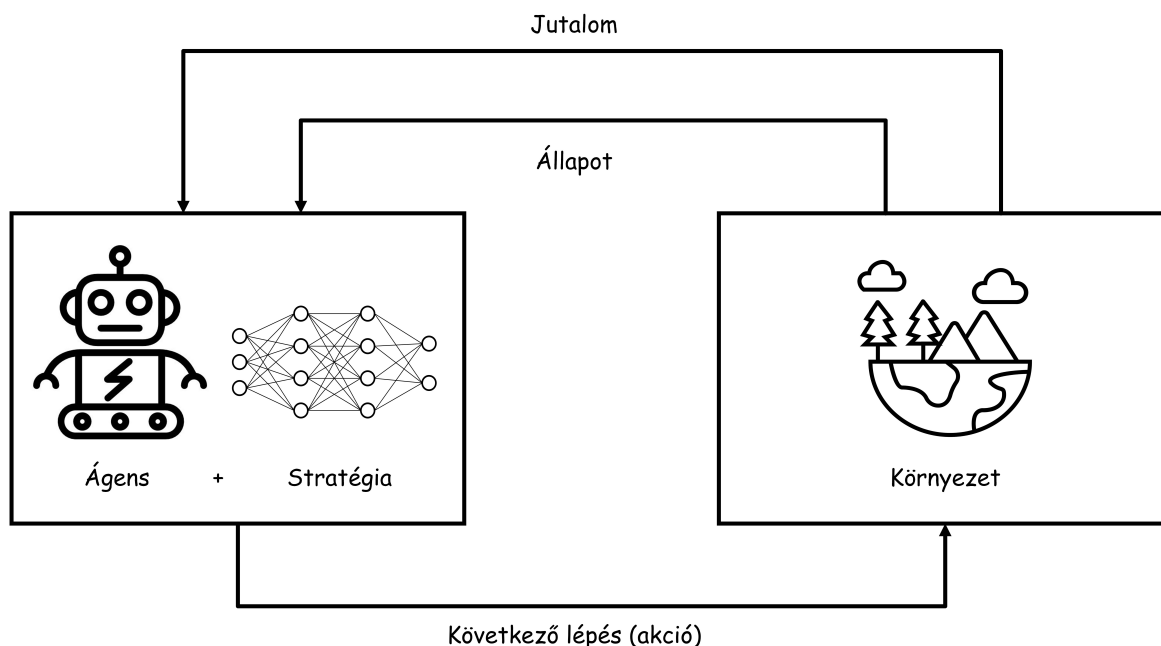 Jutalom
Állapot
Ágens + Stratégia
Környezet
Következő lépés (akció)